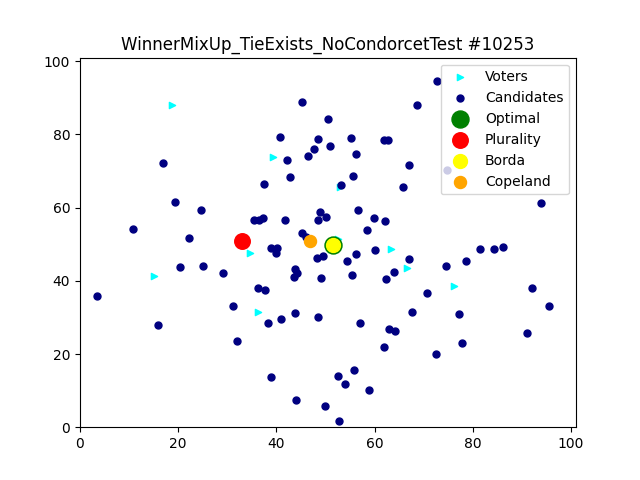 WinnerMixUp_TieExists_NoCondorcetTest #10253
100
80
60
40
20
0
0 20 40 60 80 100
Voters
Candidates
Optimal
Plurality
Borda
Copeland